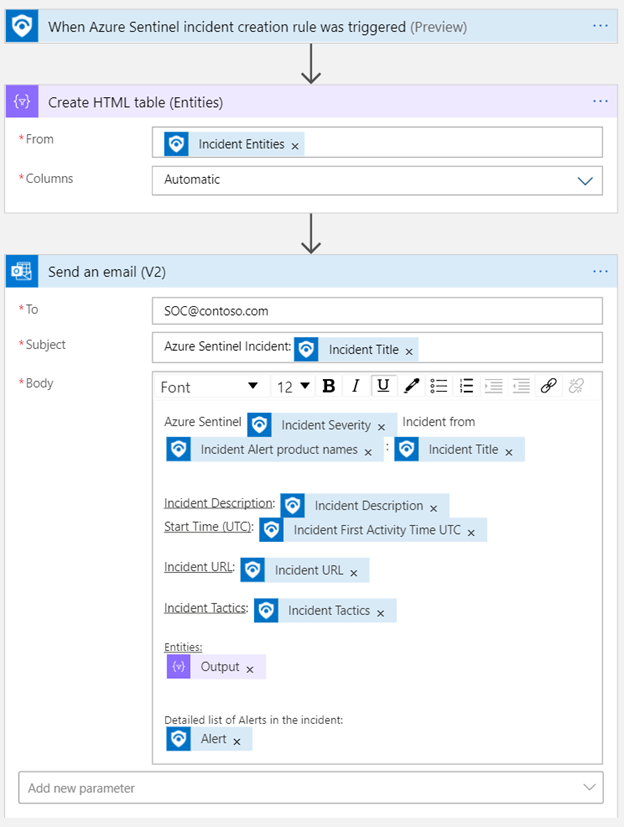 When Azure Sentinel incident creation rule was triggered (Preview) ...
Create HTML table (Entities) ...
* From Incident Entities ×
* Columns Automatic
Send an email (V2) ...
* To SOC@contoso.com
* Subject Azure Sentinel Incident: Incident Title ×
* Body Font 12 B I U
Azure Sentinel Incident Severity × Incident from
Incident Alert product names × : Incident Title ×
Incident Description: Incident Description ×
Start Time (UTC): Incident First Activity Time UTC ×
Incident URL: Incident URL ×
Incident Tactics: Incident Tactics ×
Entities:
Output ×
Detailed list of Alerts in the incident:
Alert ×
Add new parameter